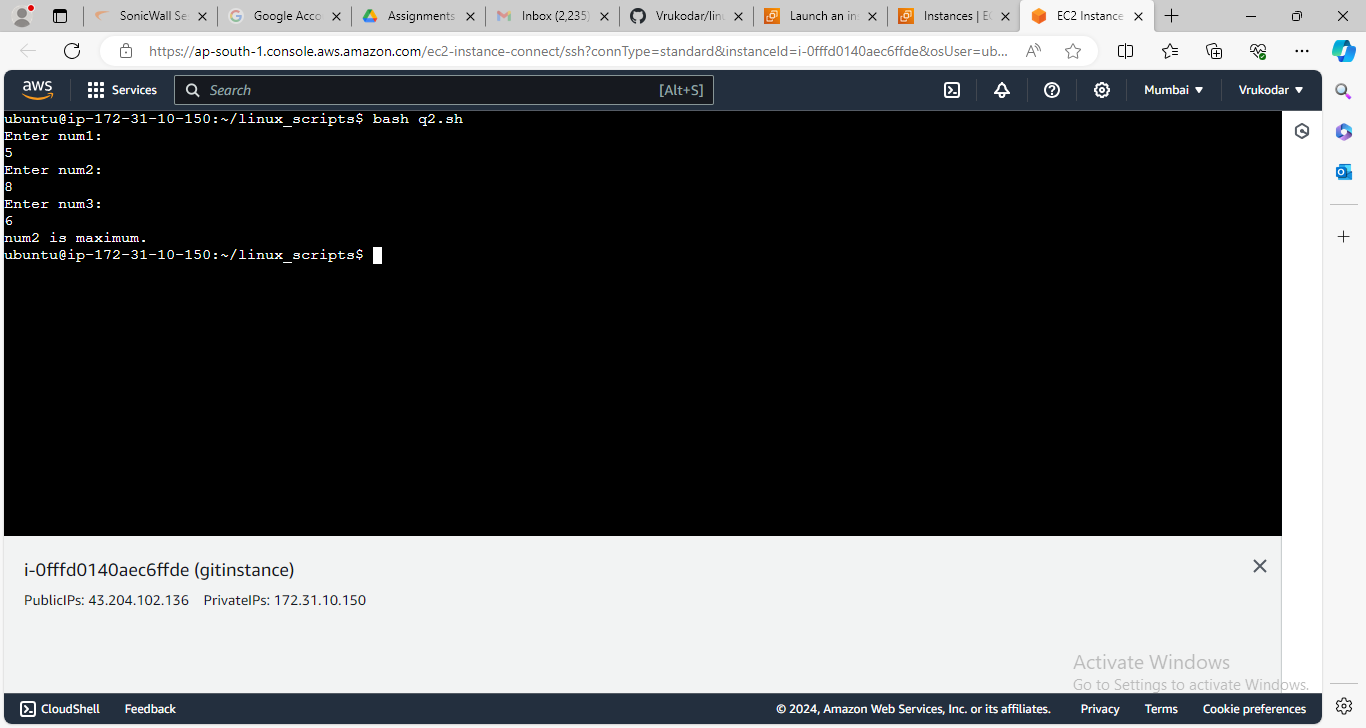 SonicWall Se
Google Acco
Assignments
Inbox (2,235)
Vrukodar/linu
Launch an in
Instances | E
EC2 Instance
https://ap-south-1.console.aws.amazon.com/ec2-instance-connect/ssh?connType=standard&instanceId=i-0fffd0140aec6ffde&osUser=ub...
aws
Services
Search
[Alt+S]
Mumbai
Vrukodar
ubuntu@ip-172-31-10-150:~/linux_scripts$ bash q2.sh
Enter num1:
5
Enter num2:
8
Enter num3:
6
num2 is maximum.
ubuntu@ip-172-31-10-150:~/linux_scripts$
i-0fffd0140aec6ffde (gitinstance)
PublicIPs: 43.204.102.136 PrivateIPs: 172.31.10.150
Activate Windows
Go to Settings to activate Windows.
CloudShell
Feedback
© 2024, Amazon Web Services, Inc. or its affiliates.
Privacy
Terms
Cookie preferences